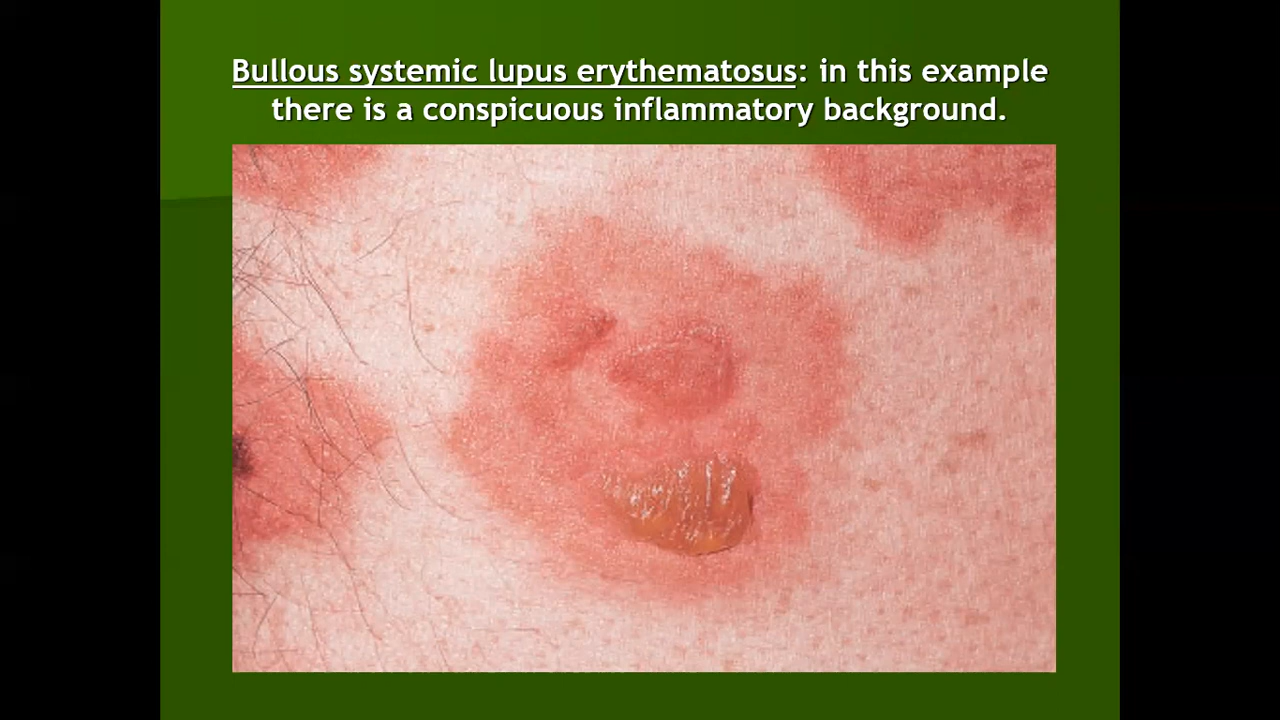 Bullous systemic lupus erythematosus: in this example
there is a conspicuous inflammatory background.